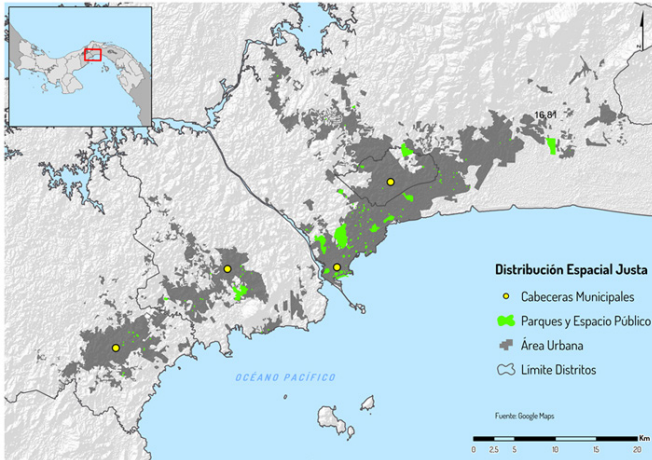 N
16.81
Distribución Espacial Justa
Cabeceras Municipales
Parques y Espacio Público
Área Urbana
Límite Distritos
OCÉANO PACÍFICO
Fuente: Google Maps
Km
0 2,5 5 10 15 20